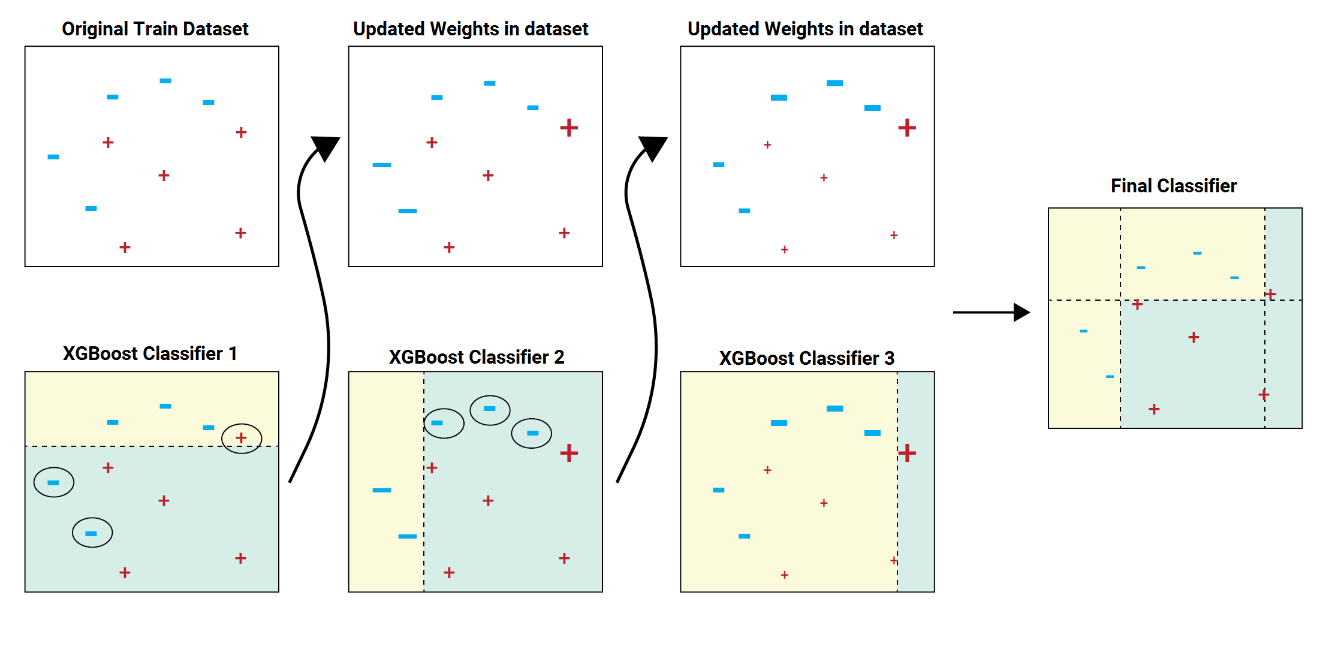 Original Train Dataset
Updated Weights in dataset
Updated Weights in dataset
Final Classifier
XGBoost Classifier 1
XGBoost Classifier 2
XGBoost Classifier 3